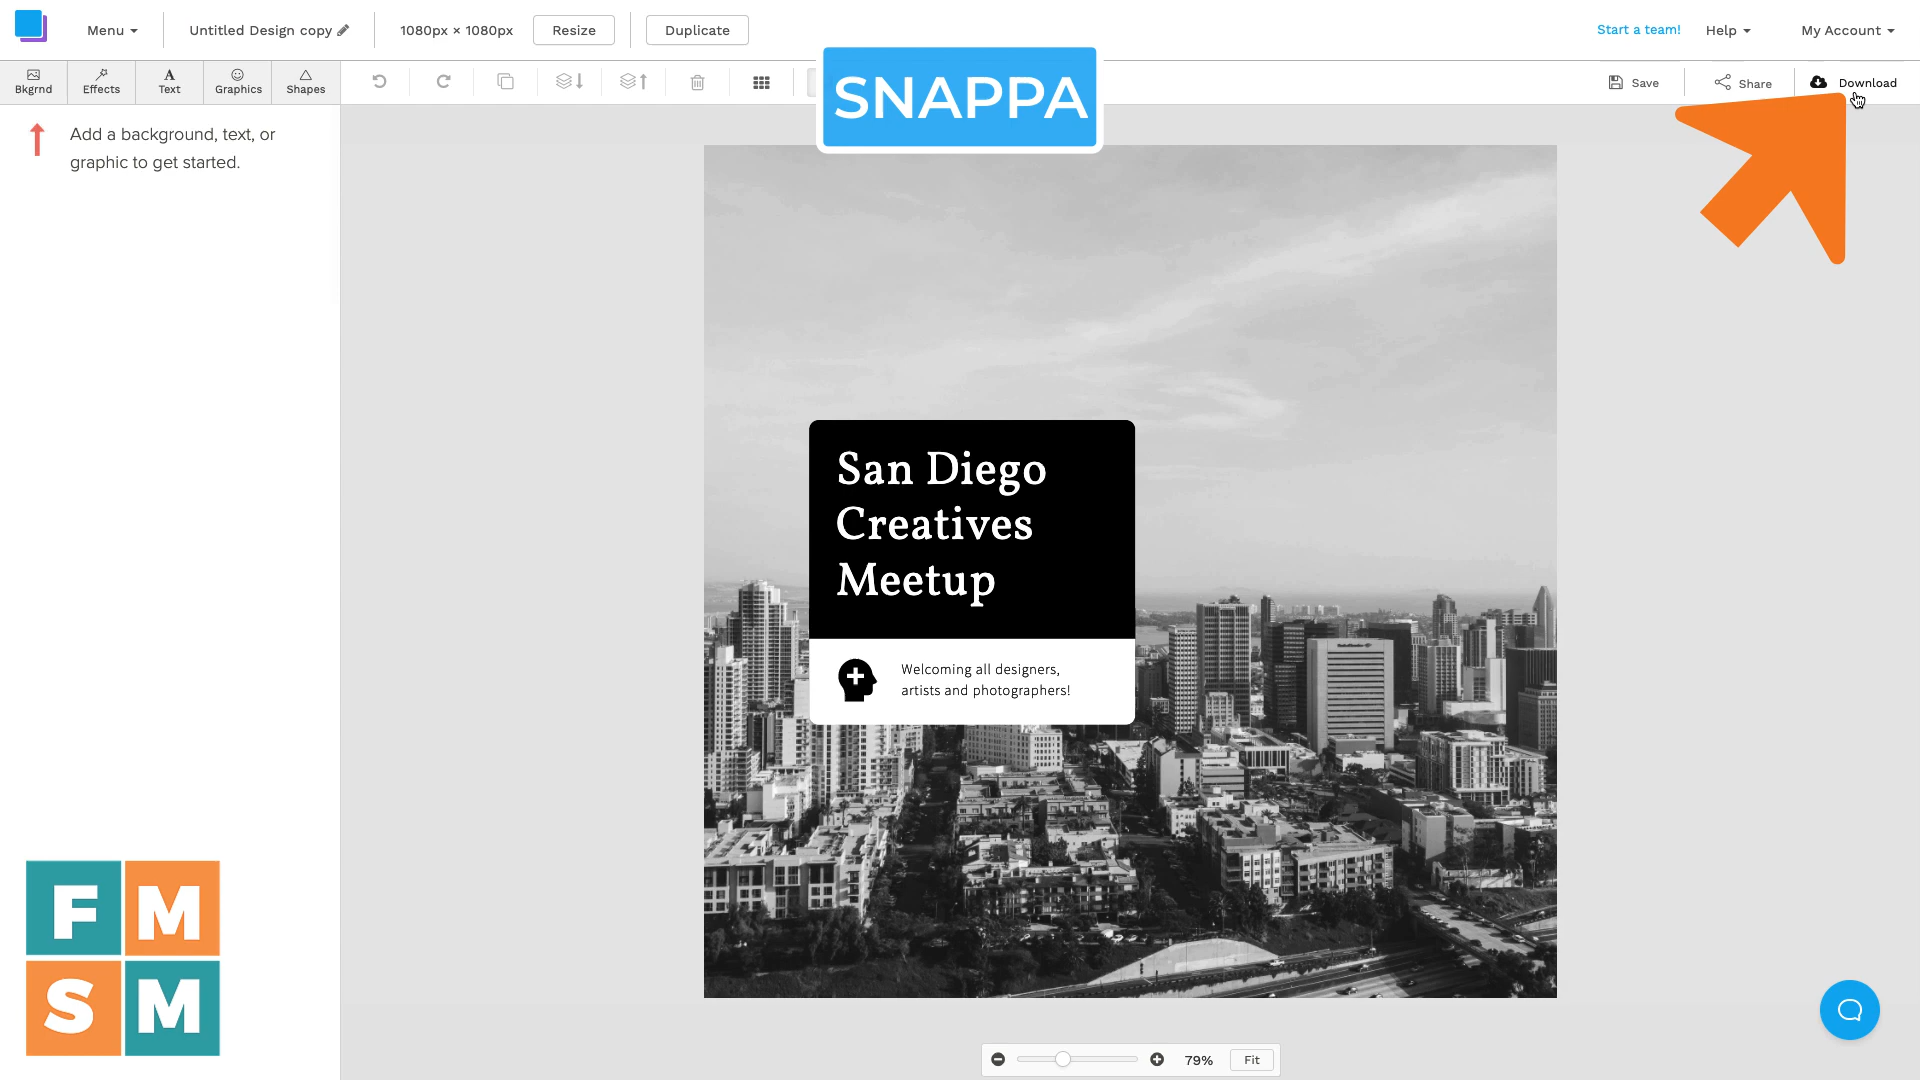 Menu
Untitled Design copy
1080px × 1080px
Resize
Duplicate
Start a team!
Help
My Account
Bkgrnd
Effects
Text
Graphics
Shapes
SNAPPA
Save
Share
Download
Add a background, text, or
graphic to get started.
San Diego
Creatives
Meetup
Welcoming all designers,
artists and photographers!
F M
S M
79%
Fit